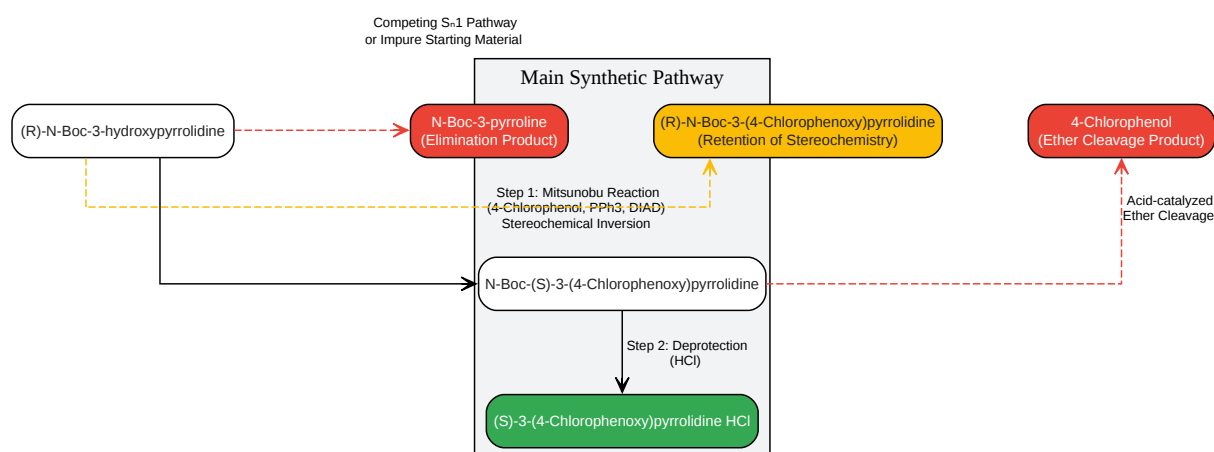 Competing Sₙ1 Pathway
or Impure Starting Material
Main Synthetic Pathway
(R)-N-Boc-3-hydroxypyrrolidine
N-Boc-3-pyrroline
(Elimination Product)
(R)-N-Boc-3-(4-Chlorophenoxy)pyrrolidine
(Retention of Stereochemistry)
4-Chlorophenol
(Ether Cleavage Product)
Step 1: Mitsunobu Reaction
(4-Chlorophenol, PPh3, DIAD)
Stereochemical Inversion
Acid-catalyzed
Ether Cleavage
N-Boc-(S)-3-(4-Chlorophenoxy)pyrrolidine
Step 2: Deprotection
(HCl)
(S)-3-(4-Chlorophenoxy)pyrrolidine HCl